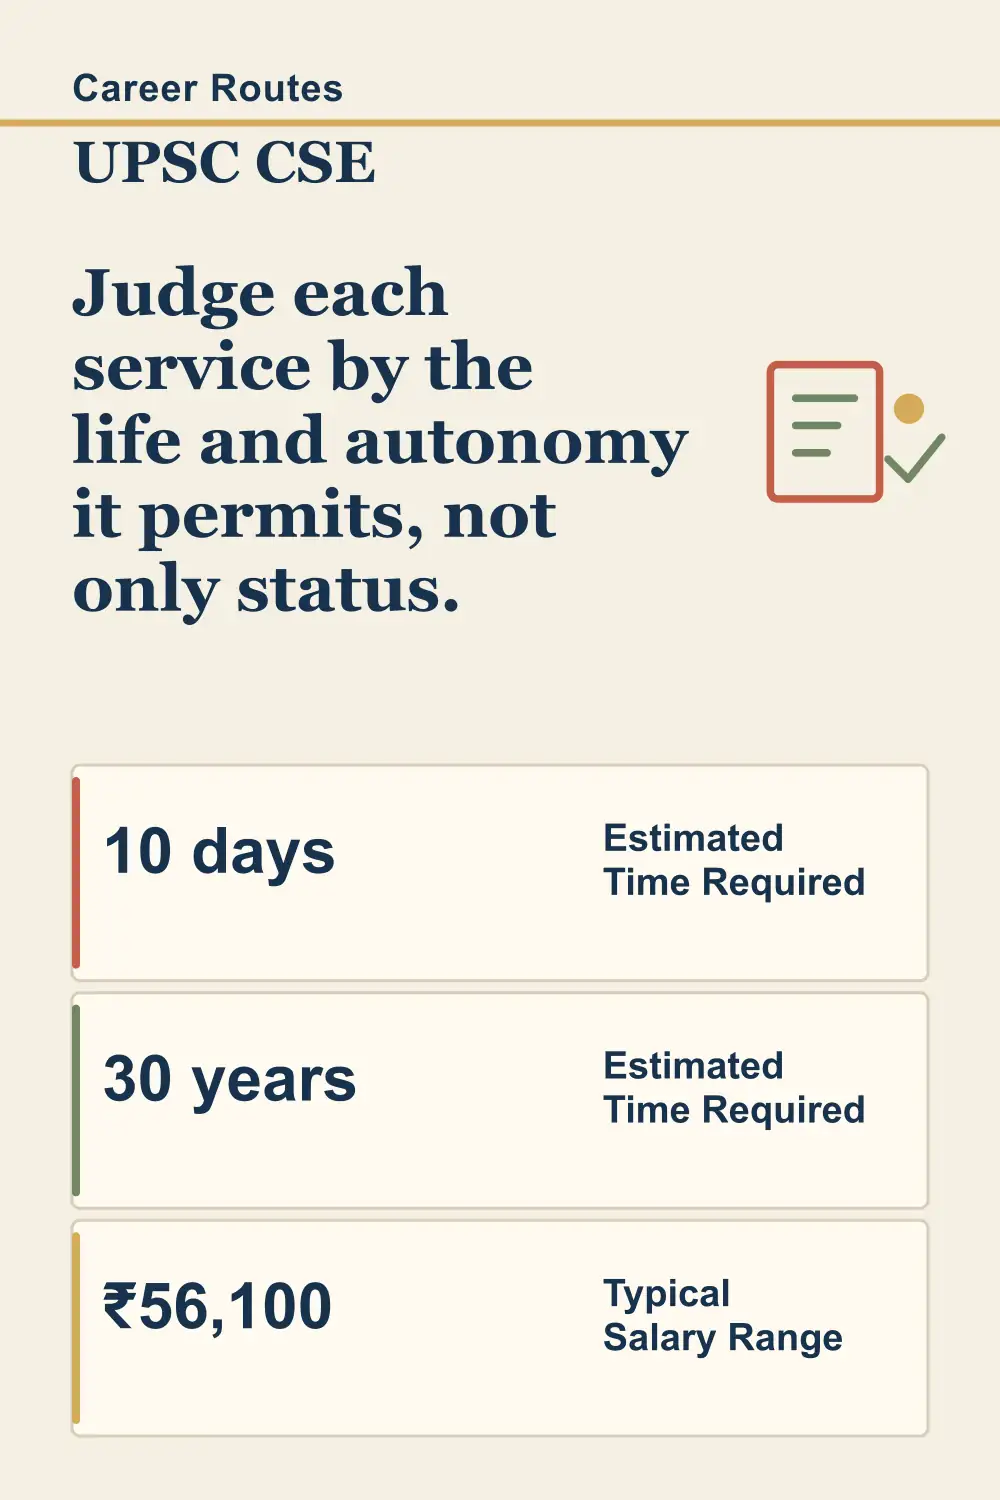 Career Routes
UPSC CSE
Judge each
service by the
life and autonomy
it permits, not
only status.
10 days
Estimated
Time Required
30 years
Estimated
Time Required
₹56,100
Typical
Salary Range